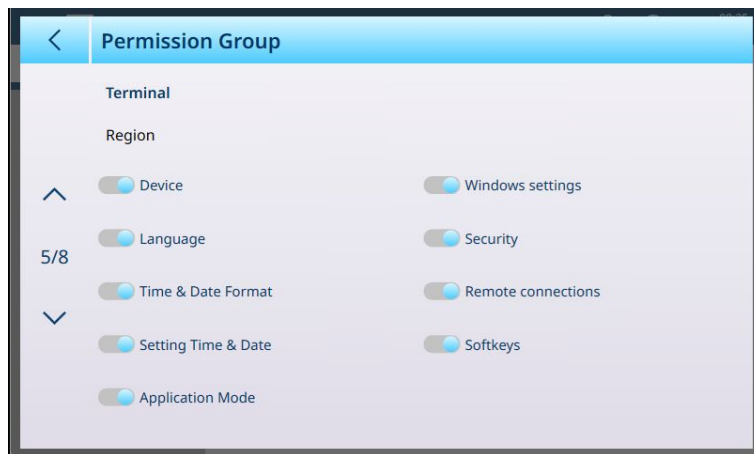 Permission Group
Terminal
Region
Device
Windows settings
Language
Security
5/8
Time & Date Format
Remote connections
Setting Time & Date
Softkeys
Application Mode